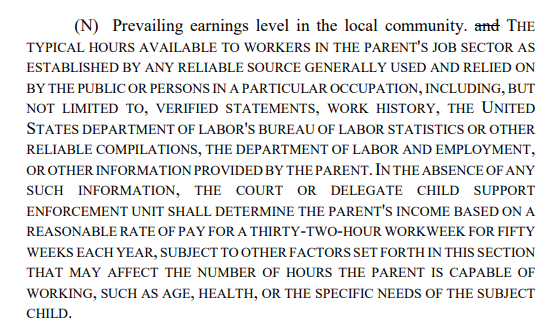 (N) Prevailing earnings level in the local community. and THE
TYPICAL HOURS AVAILABLE TO WORKERS IN THE PARENT'S JOB SECTOR AS
ESTABLISHED BY ANY RELIABLE SOURCE GENERALLY USED AND RELIED ON
BY THE PUBLIC OR PERSONS IN A PARTICULAR OCCUPATION, INCLUDING, BUT
NOT LIMITED TO, VERIFIED STATEMENTS, WORK HISTORY, THE UNITED
STATES DEPARTMENT OF LABOR'S BUREAU OF LABOR STATISTICS OR OTHER
RELIABLE COMPILATIONS, THE DEPARTMENT OF LABOR AND EMPLOYMENT,
OR OTHER INFORMATION PROVIDED BY THE PARENT. IN THE ABSENCE OF ANY
SUCH INFORMATION, THE COURT OR DELEGATE CHILD SUPPORT
ENFORCEMENT UNIT SHALL DETERMINE THE PARENT'S INCOME BASED ON A
REASONABLE RATE OF PAY FOR A THIRTY-TWO-HOUR WORKWEEK FOR FIFTY
WEEKS EACH YEAR, SUBJECT TO OTHER FACTORS SET FORTH IN THIS SECTION
THAT MAY AFFECT THE NUMBER OF HOURS THE PARENT IS CAPABLE OF
WORKING, SUCH AS AGE, HEALTH, OR THE SPECIFIC NEEDS OF THE SUBJECT
CHILD.